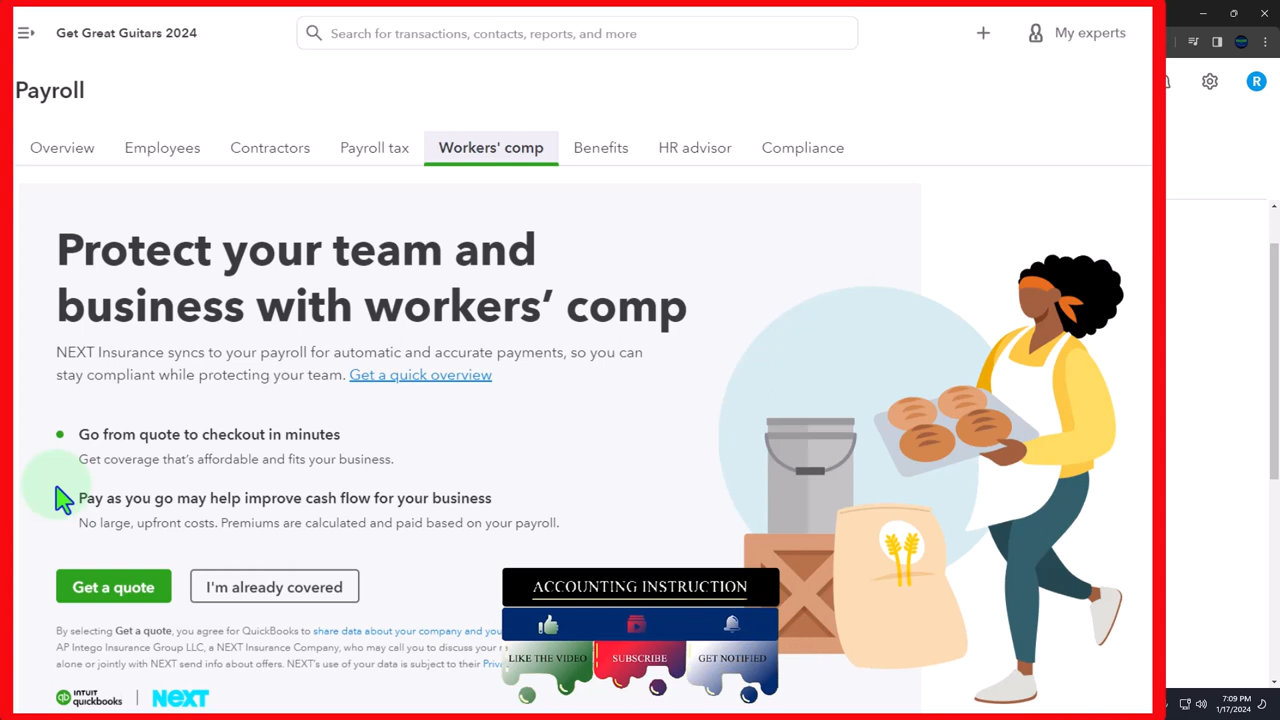 Get Great Guitars 2024
Search for transactions, contacts, reports, and more
My experts
R
Payroll
Overview Employees Contractors Payroll tax Workers' comp Benefits HR advisor Compliance
Protect your team and
business with workers’ comp
NEXT Insurance syncs to your payroll for automatic and accurate payments, so you can
stay compliant while protecting your team. Get a quick overview
Go from quote to checkout in minutes
Get coverage that’s affordable and fits your business.
Pay as you go may help improve cash flow for your business
No large, upfront costs. Premiums are calculated and paid based on your payroll.
Get a quote I'm already covered
By selecting Get a quote, you agree for QuickBooks to share data about your company and
AP Intego Insurance Group LLC, a NEXT Insurance Company, who may call you to discuss your
alone or jointly with NEXT send info about offers. NEXT's use of your data is subject to their
INTUIT
quickbooks
NEXT
ACCOUNTING INSTRUCTION
LIKE THE VIDEO SUBSCRIBE GET NOTIFIED
7:09 PM
1/17/2024